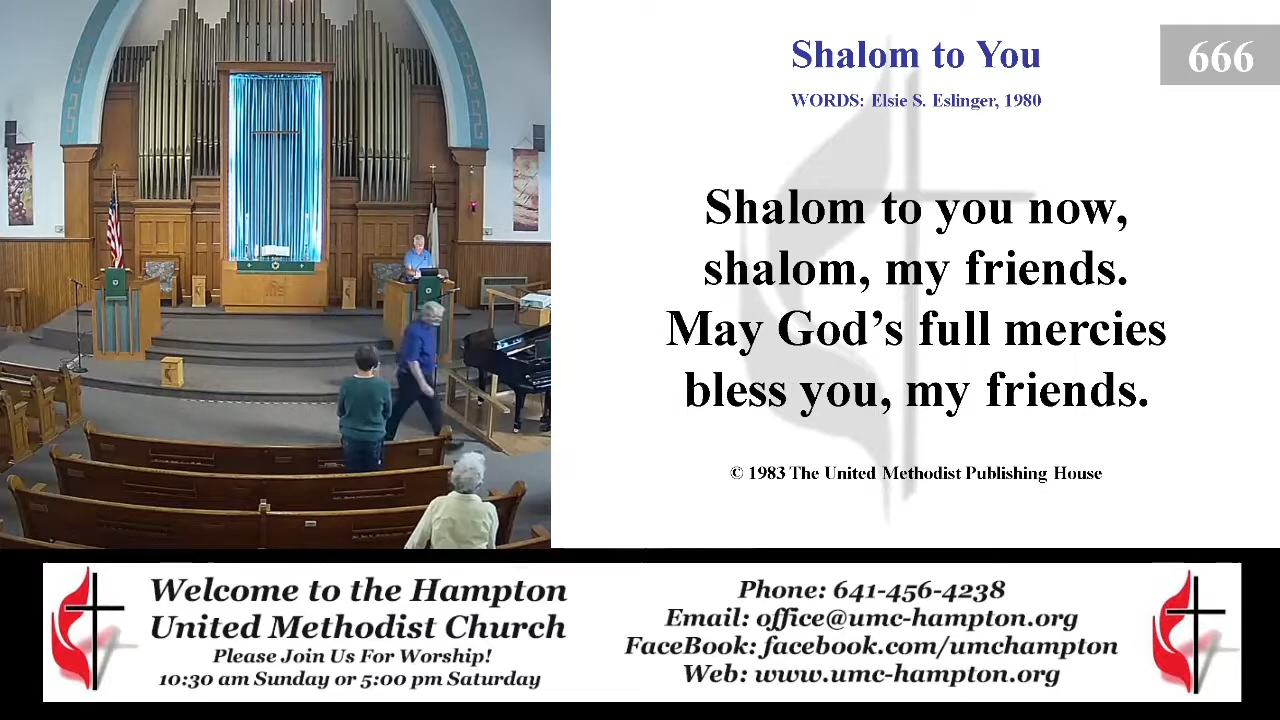 Shalom to You
666
WORDS: Elsie S. Eslinger, 1980
Shalom to you now,
shalom, my friends.
May God's full mercies
bless you, my friends.
© 1983 The United Methodist Publishing House
Welcome to the Hampton
United Methodist Church
Please Join Us For Worship!
10:30 am Sunday or 5:00 pm Saturday
Phone: 641-456-4238
Email: office@umc-hampton.org
FaceBook: facebook.com/umchampton
Web: www.umc-hampton.org